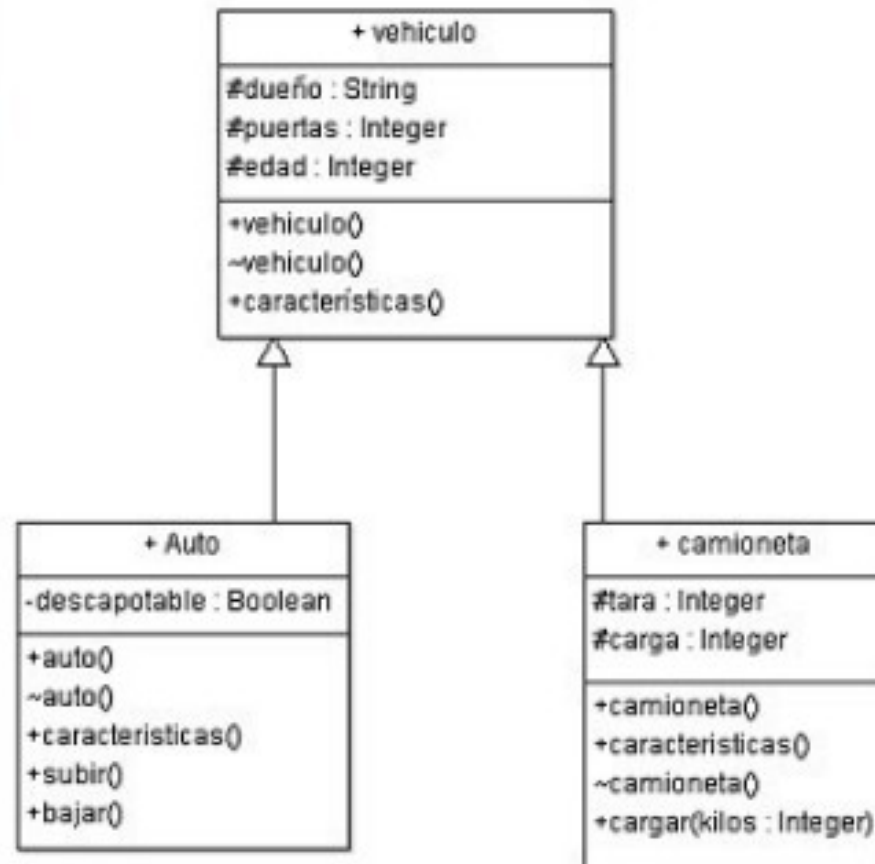 + vehiculo
#dueño : String
#puertas : Integer
#edad : Integer
+vehiculo()
~vehiculo()
+características()
+ Auto
-descapotable : Boolean
+auto()
~auto()
+caracteristicas()
+subir()
+bajar()
+ camioneta
#tara : Integer
#carga : Integer
+camioneta()
+caracteristicas()
~camioneta()
+cargar(kilos : Integer)